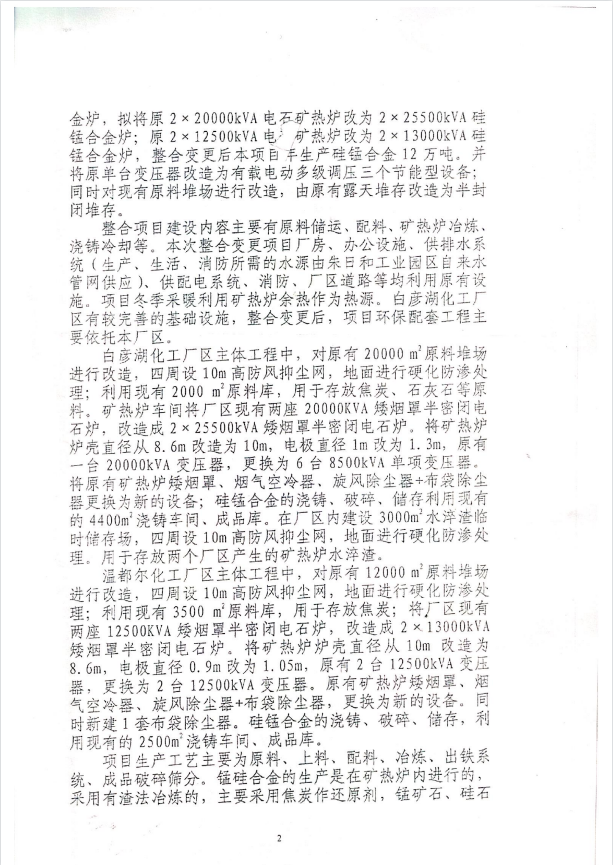 金炉，拟将原 2×20000kVA 电石矿热炉改为 2×25500kVA 硅
锰合金炉；原 2×12500kVA 电 矿热炉改为 2×13000kVA 硅
锰合金炉，整合变更后本项目年生产硅锰合金 12 万吨。并
将原单台变压器改造为有载电动多级调压三个节能型设备；
同时对现有原料堆场进行改造，由原有露天堆存改造为半封
闭堆存。
整合项目建设内容主要有原料储运、配料、矿热炉冶炼、
浇铸冷却等。本次整合变更项目厂房、办公设施、供排水系
统（生产、生活、消防所需的水源由朱日和工业园区自来水
管网供应）、供配电系统、消防、厂区道路等均利用原有设
施。项目冬季采暖利用矿热炉余热作为热源。白彦湖化工厂
区有较完善的基础设施，整合变更后，项目环保配套工程主
要依托本厂区。
白彦湖化工厂区主体工程中，对原有 20000 ㎡原料堆场
进行改造，四周设 10m 高防风抑尘网，地面进行硬化防渗处
理；利用现有 2000 ㎡原料库，用于存放焦炭、石灰石等原
料。矿热炉车间将厂区现有两座 20000KVA 矮烟罩半密闭电
石炉，改造成 2×25500kVA 矮烟罩半密闭电石炉。将矿热炉
炉壳直径从 8.6m 改造为 10m，电极直径 1m 改为 1.3m，原有
一台 20000kVA 变压器，更换为 6 台 8500kVA 单项变压器。
将原有矿热炉矮烟罩、烟气空冷器、旋风除尘器+布袋除尘
器更换为新的设备；硅锰合金的浇铸、破碎、储存利用现有
的 4400㎡浇铸车间、成品库。在厂区内建设 3000㎡水淬渣临
时储存场，四周设 10m 高防风抑尘网，地面进行硬化防渗处
理。用于存放两个厂区产生的矿热炉水淬渣。
温都尔化工厂区主体工程中，对原有 12000 ㎡原料堆场
进行改造，四周设 10m 高防风抑尘网，地面进行硬化防渗处
理；利用现有 3500 ㎡原料库，用于存放焦炭；将厂区现有
两座 12500KVA 矮烟罩半密闭电石炉，改造成 2×13000kVA
矮烟罩半密闭电石炉。将矿热炉炉壳直径从 10m 改造为
8.6m，电极直径 0.9m 改为 1.05m，原有 2 台 12500kVA 变压
器，更换为 2 台 12500kVA 变压器。原有矿热炉矮烟罩、烟
气空冷器、旋风除尘器+布袋除尘器，更换为新的设备。同
时新建 1 套布袋除尘器。硅锰合金的浇铸、破碎、储存，利
用现有的 2500㎡浇铸车间、成品库。
项目生产工艺主要为原料、上料、配料、冶炼、出铁系
统、成品破碎筛分。锰硅合金的生产是在矿热炉内进行的，
采用有渣法冶炼的，主要采用焦炭作还原剂，锰矿石、硅石
2